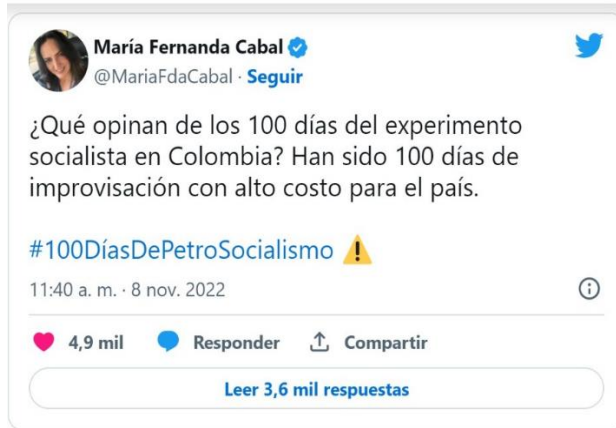 María Fernanda Cabal
@MariaFdaCabal · Seguir
¿Qué opinan de los 100 días del experimento
socialista en Colombia? Han sido 100 días de
improvisación con alto costo para el país.
#100DíasDePetroSocialismo ⚠️
11:40 a. m. · 8 nov. 2022
4,9 mil Responder Compartir
Leer 3,6 mil respuestas